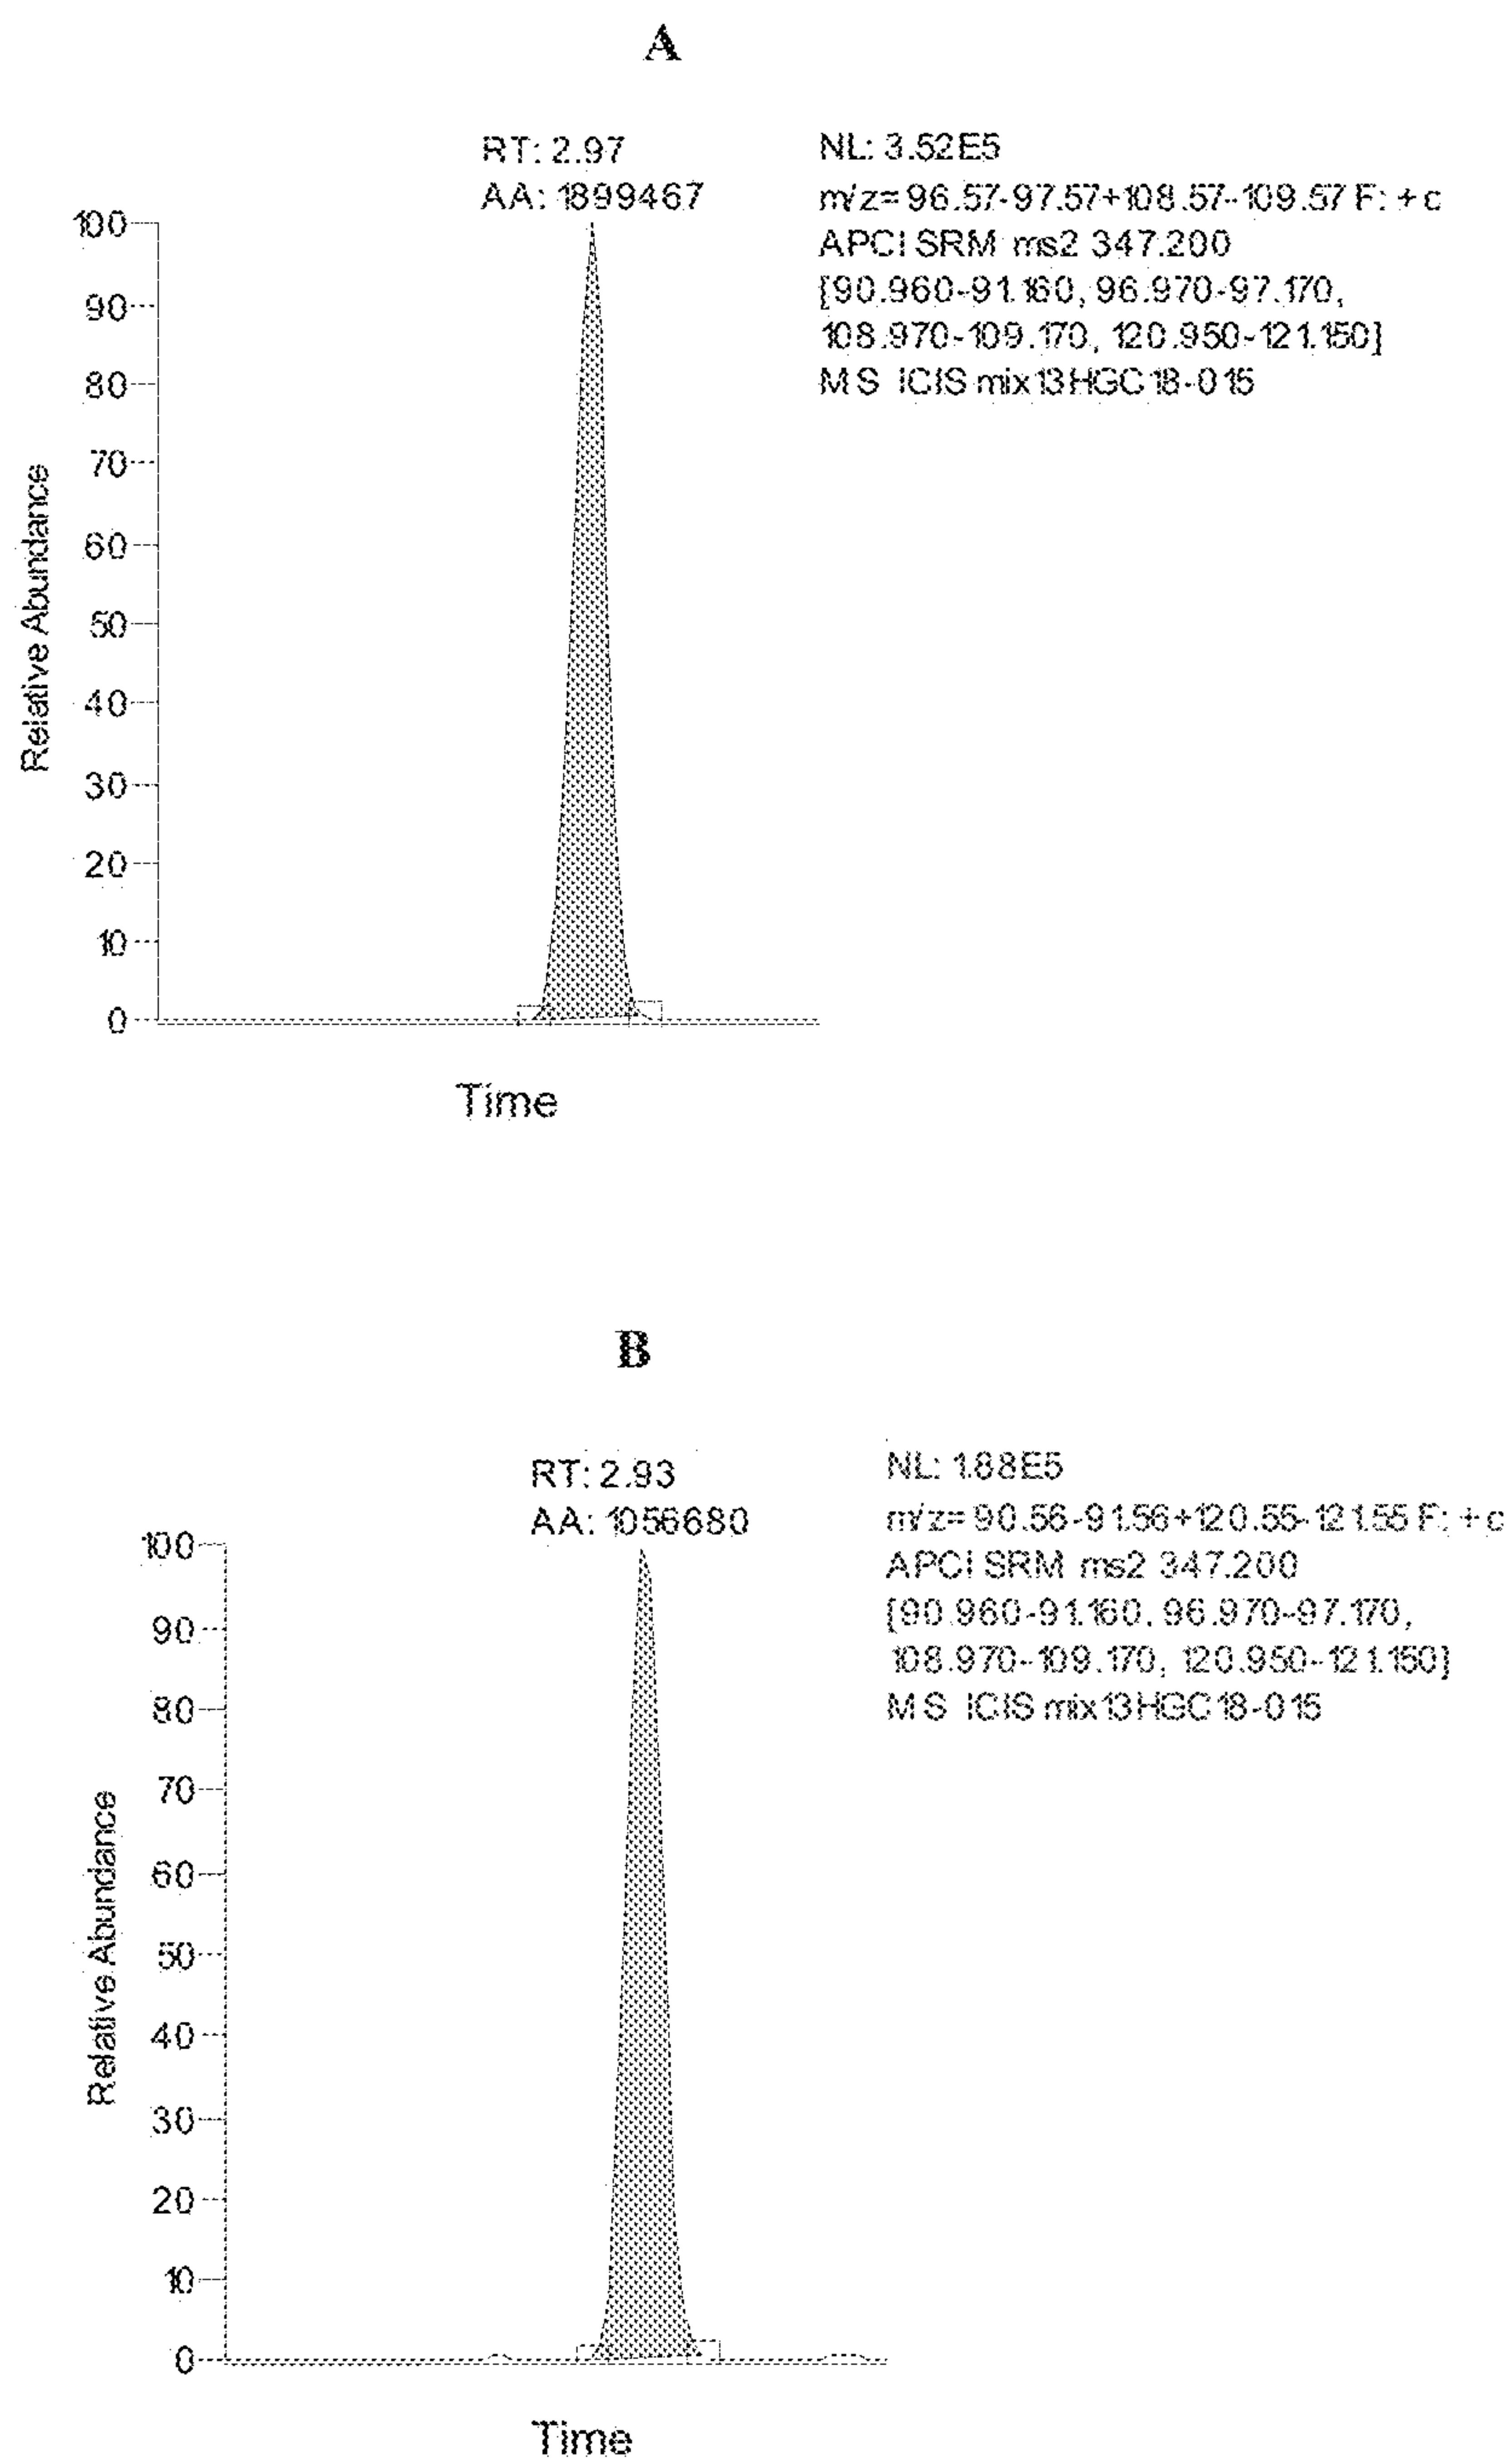 A
RT: 2.97
AA: 1899467
NL: 3.52E5
m/z= 96.57-97.57+108.57-109.57 F: + c
APCI SRM ms2 347.200
[90.960-91.160, 96.970-97.170,
108.970-109.170, 120.950-121.150]
MS ICIS mix13HGC18-015
100
90
80
70
60
50
40
30
20
10
0
Relative Abundance
Time
B
RT: 2.93
AA: 1056680
NL: 1.88E5
m/z= 90.56-91.56+120.55-121.55 F: + c
APCI SRM ms2 347.200
[90.960-91.160, 96.970-97.170,
108.970-109.170, 120.950-121.150]
MS ICIS mix13HGC18-015
100
90
80
70
60
50
40
30
20
10
0
Relative Abundance
Time